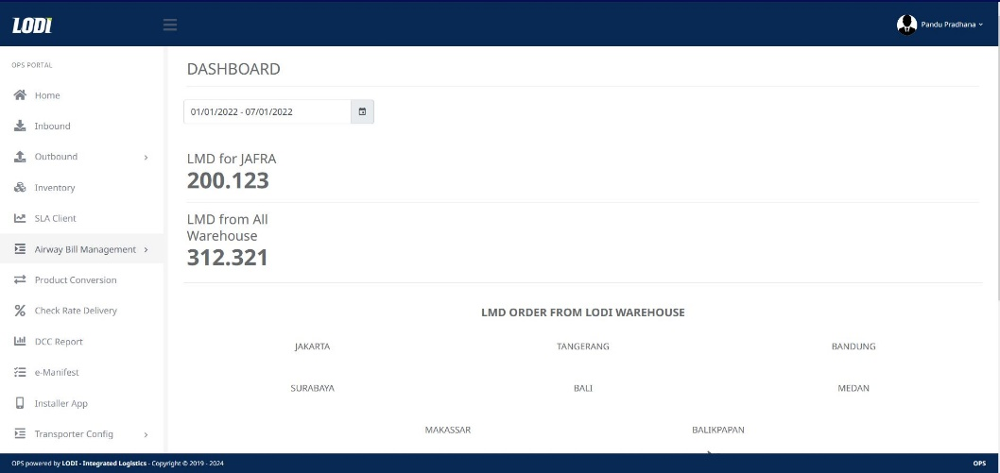 LODI
Pandu Pradhana
OPS PORTAL
Home
Inbound
Outbound
Inventory
SLA Client
Airway Bill Management
Product Conversion
Check Rate Delivery
DCC Report
e-Manifest
Installer App
Transporter Config
DASHBOARD
01/01/2022 - 07/01/2022
LMD for JAFRA
200.123
LMD from All
Warehouse
312.321
LMD ORDER FROM LODI WAREHOUSE
JAKARTA TANGERANG BANDUNG
SURABAYA BALI MEDAN
MAKASSAR BALIKPAPAN
OPS powered by LODI - Integrated Logistics - Copyright © 2019 - 2024 OPS